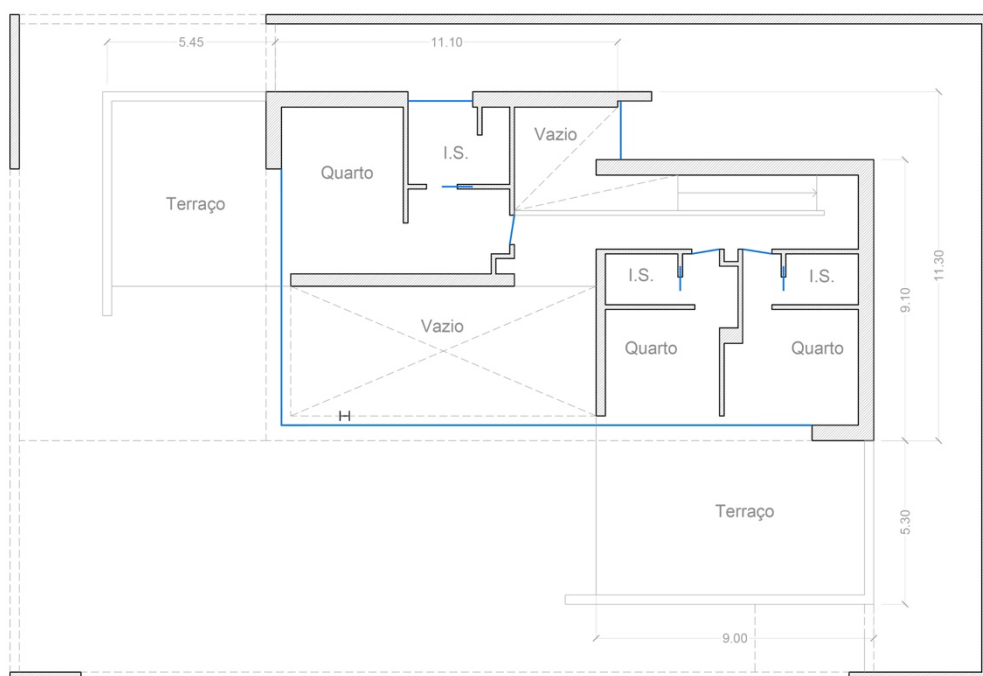 5.45
11.10
Vazio
I.S.
Quarto
Terraço
I.S.
I.S.
11.30
9.10
Vazio
Quarto
Quarto
Terraço
5.30
9.00